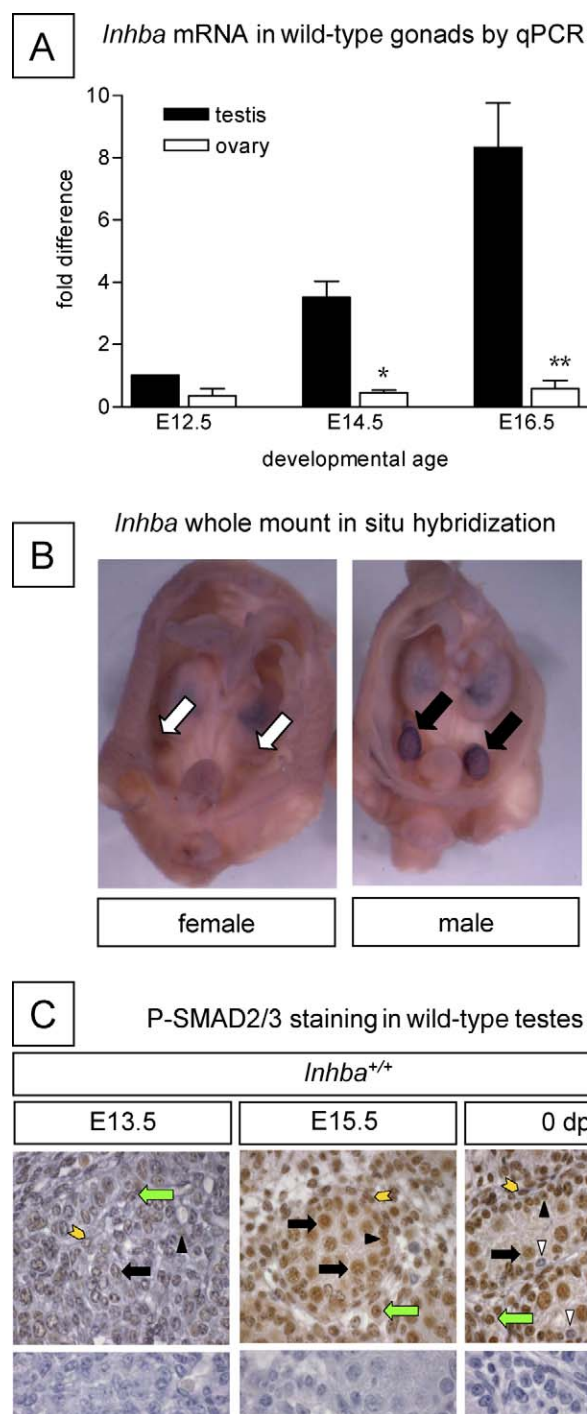 A
Inhba mRNA in wild-type gonads by qPCR
10
8
6
4
2
0
fold difference
testis
ovary
*
**
E12.5 E14.5 E16.5
developmental age
B
Inhba whole mount in situ hybridization
female male
C
P-SMAD2/3 staining in wild-type testes
Inhba+/+
E13.5 E15.5 0 dp